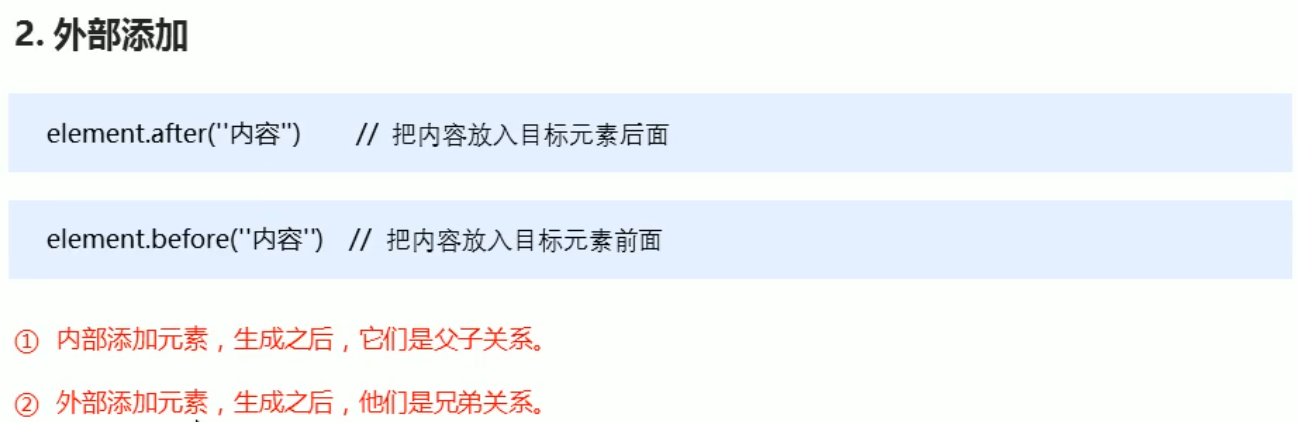 2. 外部添加
element.after(''内容'') // 把内容放入目标元素后面
element.before(''内容'') // 把内容放入目标元素前面
① 内部添加元素，生成之后，它们是父子关系。
② 外部添加元素，生成之后，他们是兄弟关系。